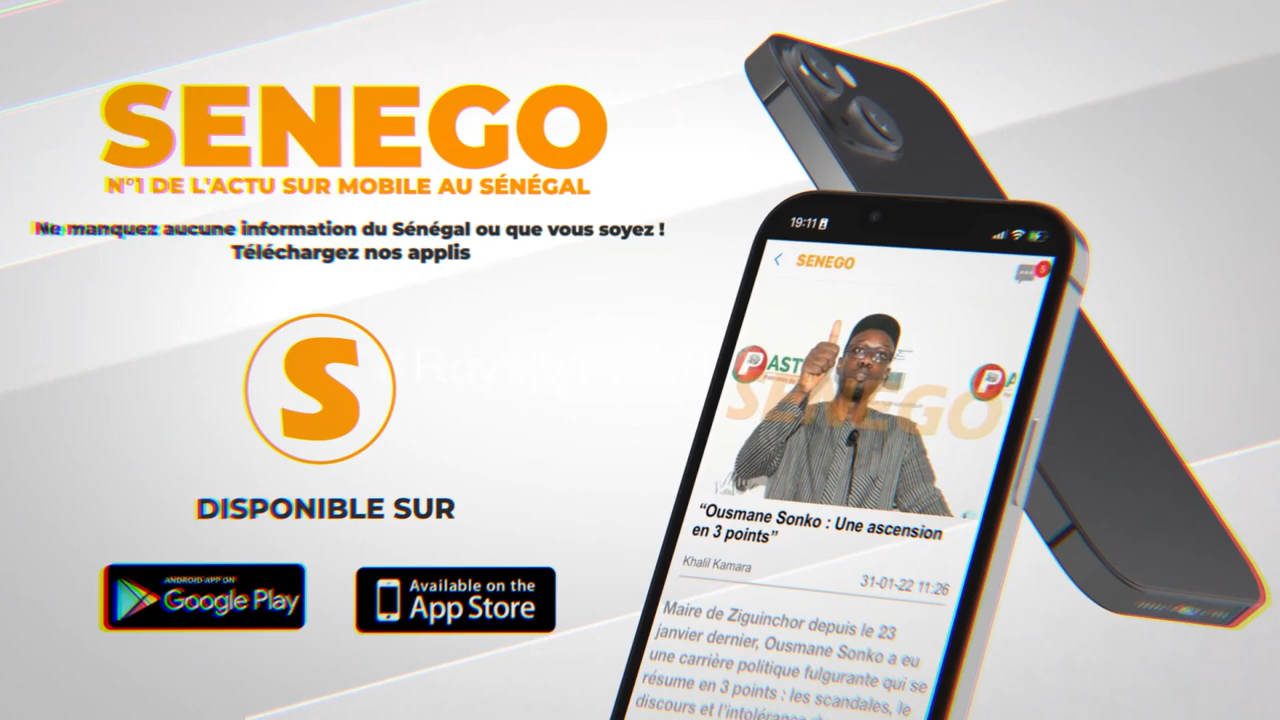 SENEGO
N°1 DE L'ACTU SUR MOBILE AU SÉNÉGAL
Ne manquez aucune information du Sénégal ou que vous soyez !
Téléchargez nos applis
S
DISPONIBLE SUR
ANDROID APP ON
Google Play
Available on the
App Store
19:11
SENEGO
5
PAST
SENEGO
“Ousmane Sonko : Une ascension
en 3 points”
Khalil Kamara
31-01-22 11:26
Maire de Ziguinchor depuis le 23
janvier dernier, Ousmane Sonko a eu
une carrière politique fulgurante qui se
résume en 3 points : les scandales, le
discours et l'intolérance